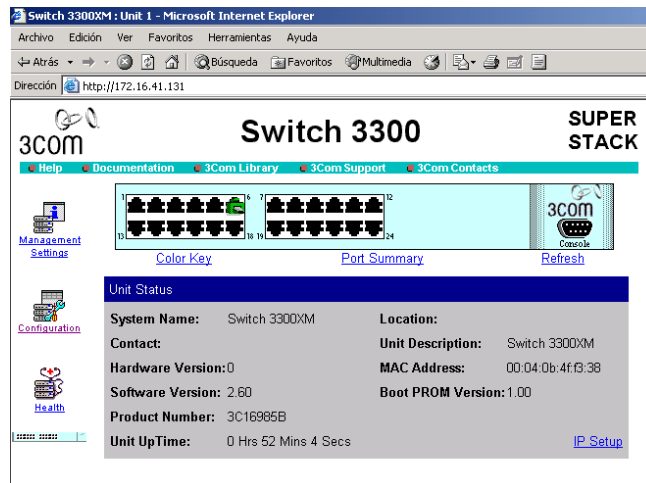 Switch 3300XM : Unit 1 - Microsoft Internet Explorer
Archivo Edición Ver Favoritos Herramientas Ayuda
Atrás Búsqueda Favoritos Multimedia
Dirección http://172.16.41.131
3COM Switch 3300 SUPER
STACK
Help Documentation 3Com Library 3Com Support 3Com Contacts
1 6 7 12
13 18 19 24
3COM
Console
Management
Settings
Color Key Port Summary Refresh
Unit Status
System Name: Switch 3300XM Location:
Contact: Unit Description: Switch 3300XM
Configuration
Hardware Version: 0 MAC Address: 00:04:0b:4f:f3:38
Software Version: 2.60 Boot PROM Version: 1.00
Health
Product Number: 3C16985B
Unit UpTime: 0 Hrs 52 Mins 4 Secs IP Setup